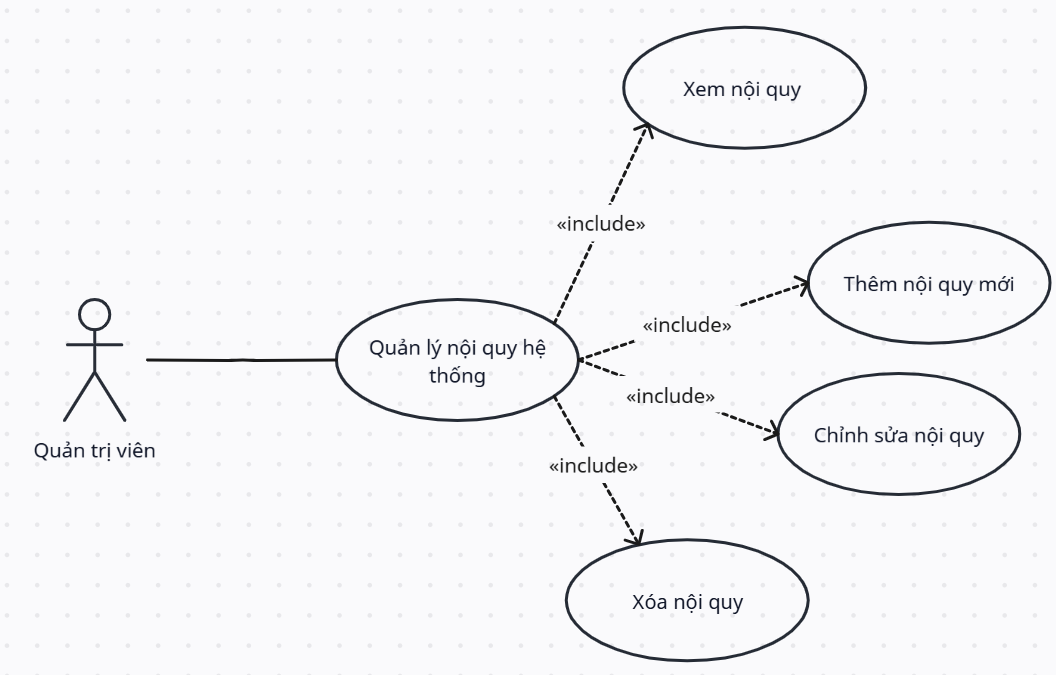 Xem nội quy
«include»
Thêm nội quy mới
«include»
Quản lý nội quy hệ
thống
«include»
Chỉnh sửa nội quy
Quản trị viên
«include»
Xóa nội quy